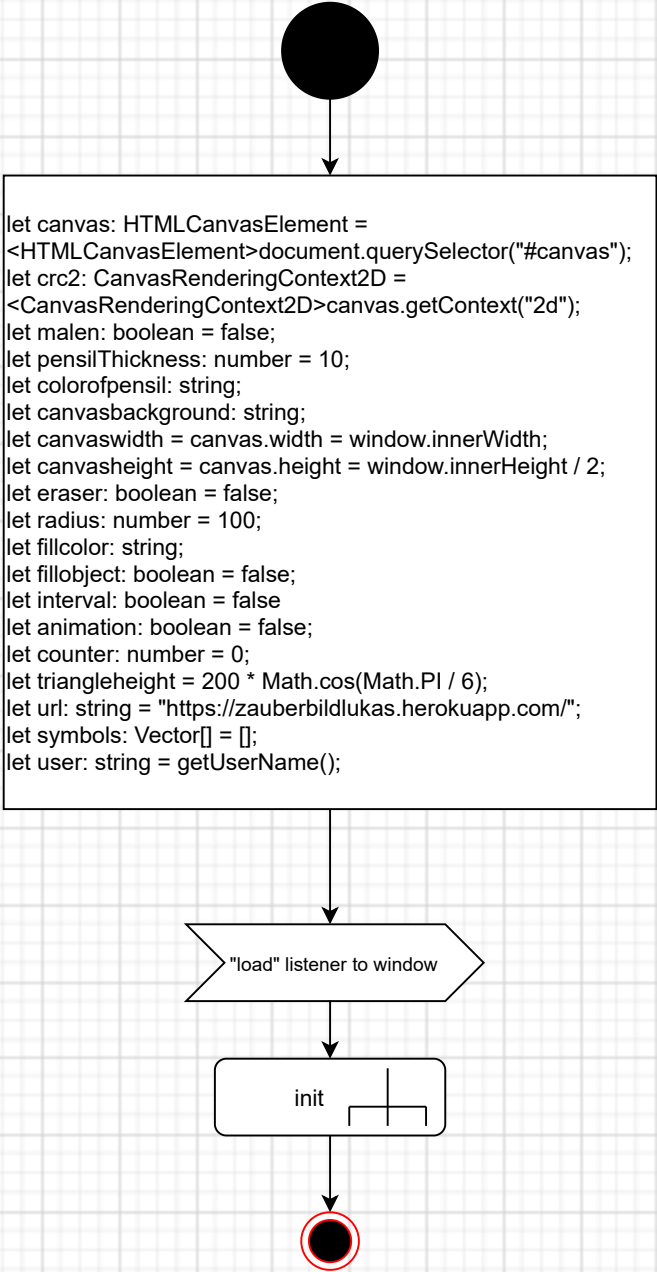 let canvas: HTMLCanvasElement =
<HTMLCanvasElement>document.querySelector("#canvas");
let crc2: CanvasRenderingContext2D =
<CanvasRenderingContext2D>canvas.getContext("2d");
let malen: boolean = false;
let pensilThickness: number = 10;
let colorofpensil: string;
let canvasbackground: string;
let canvaswidth = canvas.width = window.innerWidth;
let canvasheight = canvas.height = window.innerHeight / 2;
let eraser: boolean = false;
let radius: number = 100;
let fillcolor: string;
let fillobject: boolean = false;
let interval: boolean = false
let animation: boolean = false;
let counter: number = 0;
let triangleheight = 200 * Math.cos(Math.PI / 6);
let url: string = "https://zauberbildlukas.herokuapp.com/";
let symbols: Vector[] = [];
let user: string = getUserName();
"load" listener to window
init